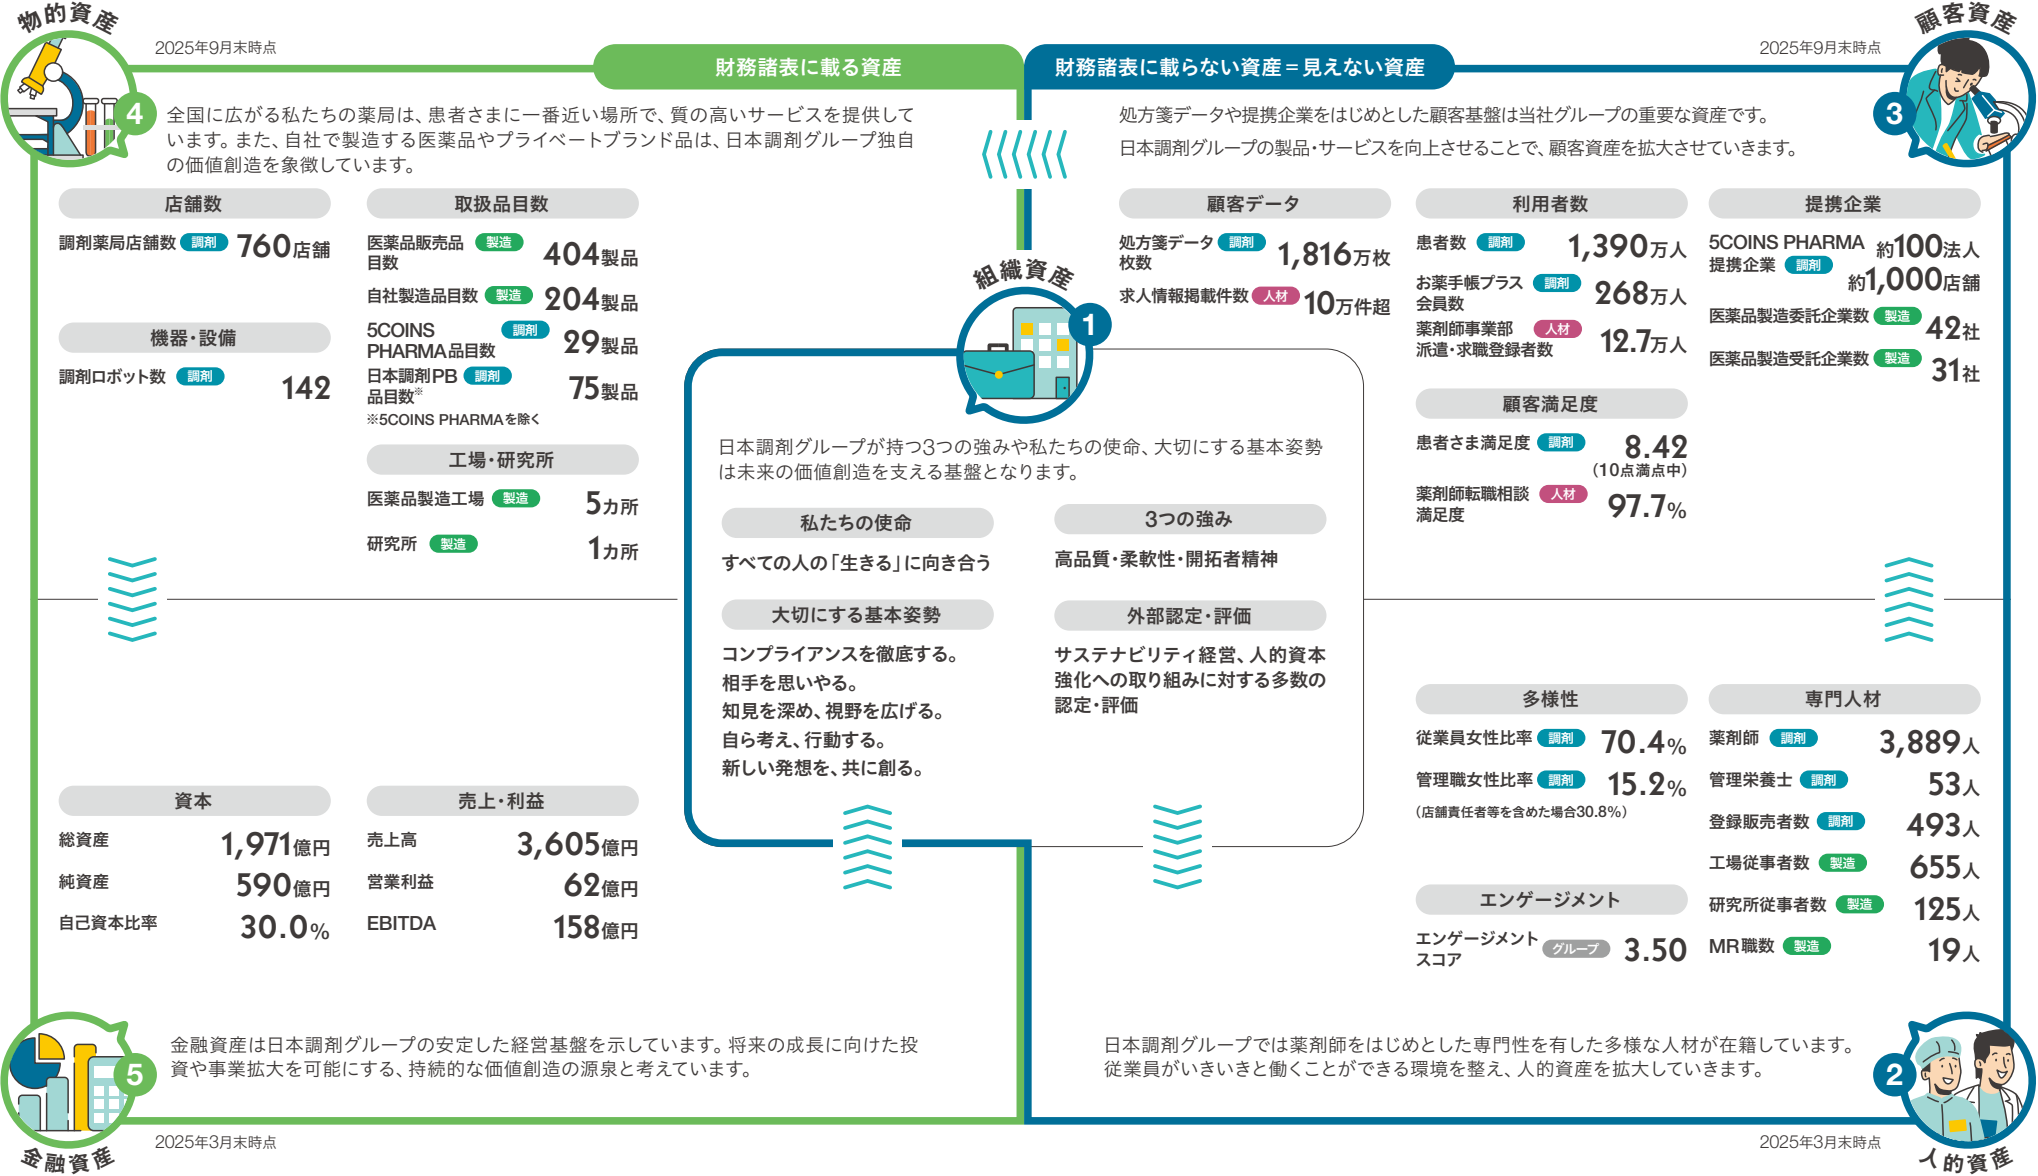 物的資産
2025年9月末時点
財務諸表に載る資産
財務諸表に載らない資産＝見えない資産
2025年9月末時点
顧客資産
4
全国に広がる私たちの薬局は、患者さまに一番近い場所で、質の高いサービスを提供して
います。また、自社で製造する医薬品やプライベートブランド品は、日本調剤グループ独自
の価値創造を象徴しています。
店舗数
調剤薬局店舗数 調剤 760店舗
機器・設備
調剤ロボット数 調剤 142
取扱品目数
医薬品販売品 製造
目数 404製品
自社製造品目数 製造 204製品
5COINS 調剤
PHARMA品目数 29製品
日本調剤PB 調剤
品目数※ 75製品
※5COINS PHARMAを除く
工場・研究所
医薬品製造工場 製造 5カ所
研究所 製造 1カ所
3
処方箋データや提携企業をはじめとした顧客基盤は当社グループの重要な資産です。
日本調剤グループの製品・サービスを向上させることで、顧客資産を拡大させていきます。
顧客データ
処方箋データ 調剤
枚数 1,816万枚
求人情報掲載件数 人材 10万件超
利用者数
患者数 調剤 1,390万人
お薬手帳プラス 調剤
会員数 268万人
薬剤師事業部 人材
派遣・求職登録者数 12.7万人
顧客満足度
患者さま満足度 調剤 8.42
（10点満点中）
薬剤師転職相談 人材
満足度 97.7%
提携企業
5COINS PHARMA 約100法人
提携企業 調剤
約1,000店舗
医薬品製造委託企業数 製造 42社
医薬品製造受託企業数 製造 31社
組織資産
1
日本調剤グループが持つ3つの強みや私たちの使命、大切にする基本姿勢
は未来の価値創造を支える基盤となります。
私たちの使命
すべての人の「生きる」に向き合う
大切にする基本姿勢
コンプライアンスを徹底する。
相手を思いやる。
知見を深め、視野を広げる。
自ら考え、行動する。
新しい発想を、共に創る。
3つの強み
高品質・柔軟性・開拓者精神
外部認定・評価
サステナビリティ経営、人的資本
強化への取り組みに対する多数の
認定・評価
資本
総資産 1,971億円
純資産 590億円
自己資本比率 30.0%
売上・利益
売上高 3,605億円
営業利益 62億円
EBITDA 158億円
5
金融資産は日本調剤グループの安定した経営基盤を示しています。将来の成長に向けた投
資や事業拡大を可能にする、持続的な価値創造の源泉と考えています。
2025年3月末時点
金融資産
多様性
従業員女性比率 調剤 70.4%
管理職女性比率 調剤 15.2%
（店舗責任者等を含めた場合30.8%）
エンゲージメント
エンゲージメント
スコア グループ 3.50
専門人材
薬剤師 調剤 3,889人
管理栄養士 調剤 53人
登録販売者数 調剤 493人
工場従事者数 製造 655人
研究所従事者数 製造 125人
MR職数 製造 19人
日本調剤グループでは薬剤師をはじめとした専門性を有した多様な人材が在籍しています。
従業員がいきいきと働くことができる環境を整え、人的資産を拡大していきます。
2
2025年3月末時点
人的資産